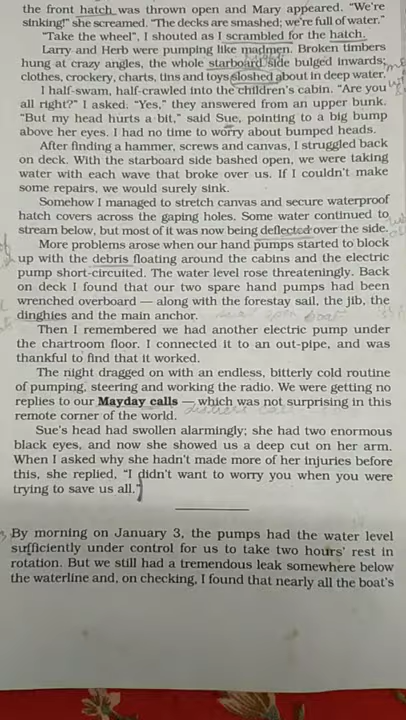 the front hatch was thrown open and Mary appeared. “We're
sinking!” she screamed. “The decks are smashed; we're full of water.”
“Take the wheel”, I shouted as I scrambled for the hatch.
Larry and Herb were pumping like madmen. Broken timbers
hung at crazy angles, the whole starboard side bulged inwards;
clothes, crockery, charts, tins and toys sloshed about in deep water.
I half-swam, half-crawled into the children's cabin. “Are you
all right?” I asked. “Yes,” they answered from an upper bunk.
“But my head hurts a bit,” said Sue, pointing to a big bump
above her eyes. I had no time to worry about bumped heads.
After finding a hammer, screws and canvas, I struggled back
on deck. With the starboard side bashed open, we were taking
water with each wave that broke over us. If I couldn't make
some repairs, we would surely sink.
Somehow I managed to stretch canvas and secure waterproof
hatch covers across the gaping holes. Some water continued to
stream below, but most of it was now being deflected over the side.
More problems arose when our hand pumps started to block
up with the debris floating around the cabins and the electric
pump short-circuited. The water level rose threateningly. Back
on deck I found that our two spare hand pumps had been
wrenched overboard — along with the forestay sail, the jib, the
dinghies and the main anchor.
Then I remembered we had another electric pump under
the chartroom floor. I connected it to an out-pipe, and was
thankful to find that it worked.
The night dragged on with an endless, bitterly cold routine
of pumping, steering and working the radio. We were getting no
replies to our Mayday calls — which was not surprising in this
remote corner of the world.
Sue's head had swollen alarmingly; she had two enormous
black eyes, and now she showed us a deep cut on her arm.
When I asked why she hadn't made more of her injuries before
this, she replied, “I didn't want to worry you when you were
trying to save us all.”
By morning on January 3, the pumps had the water level
sufficiently under control for us to take two hours' rest in
rotation. But we still had a tremendous leak somewhere below
the waterline and, on checking, I found that nearly all the boat's